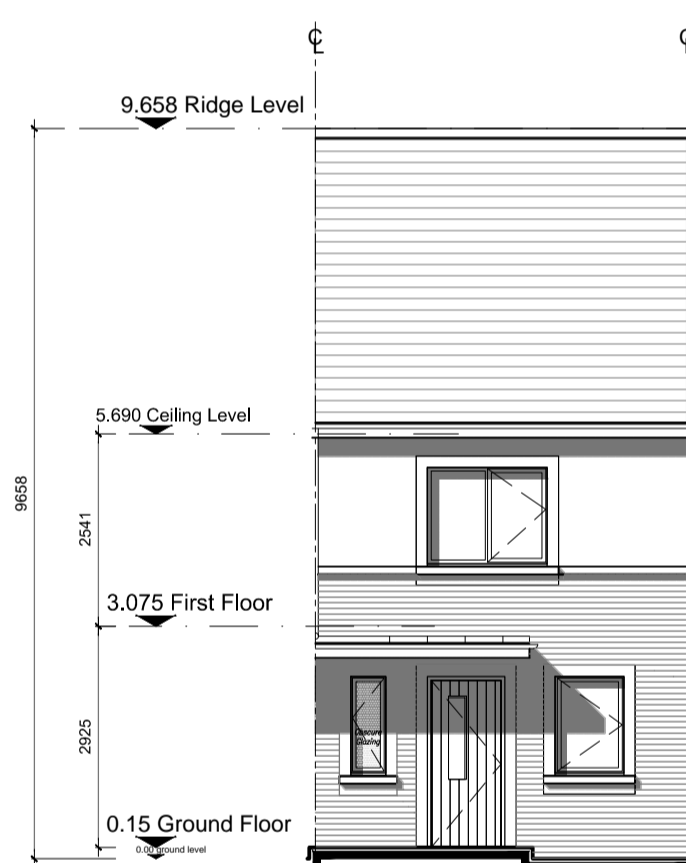 ℄ ℄
9.658 Ridge Level
5.690 Ceiling Level
9658
2541
3.075 First Floor
2925
Obscure
Glazing
0.15 Ground Floor
0.00 ground level